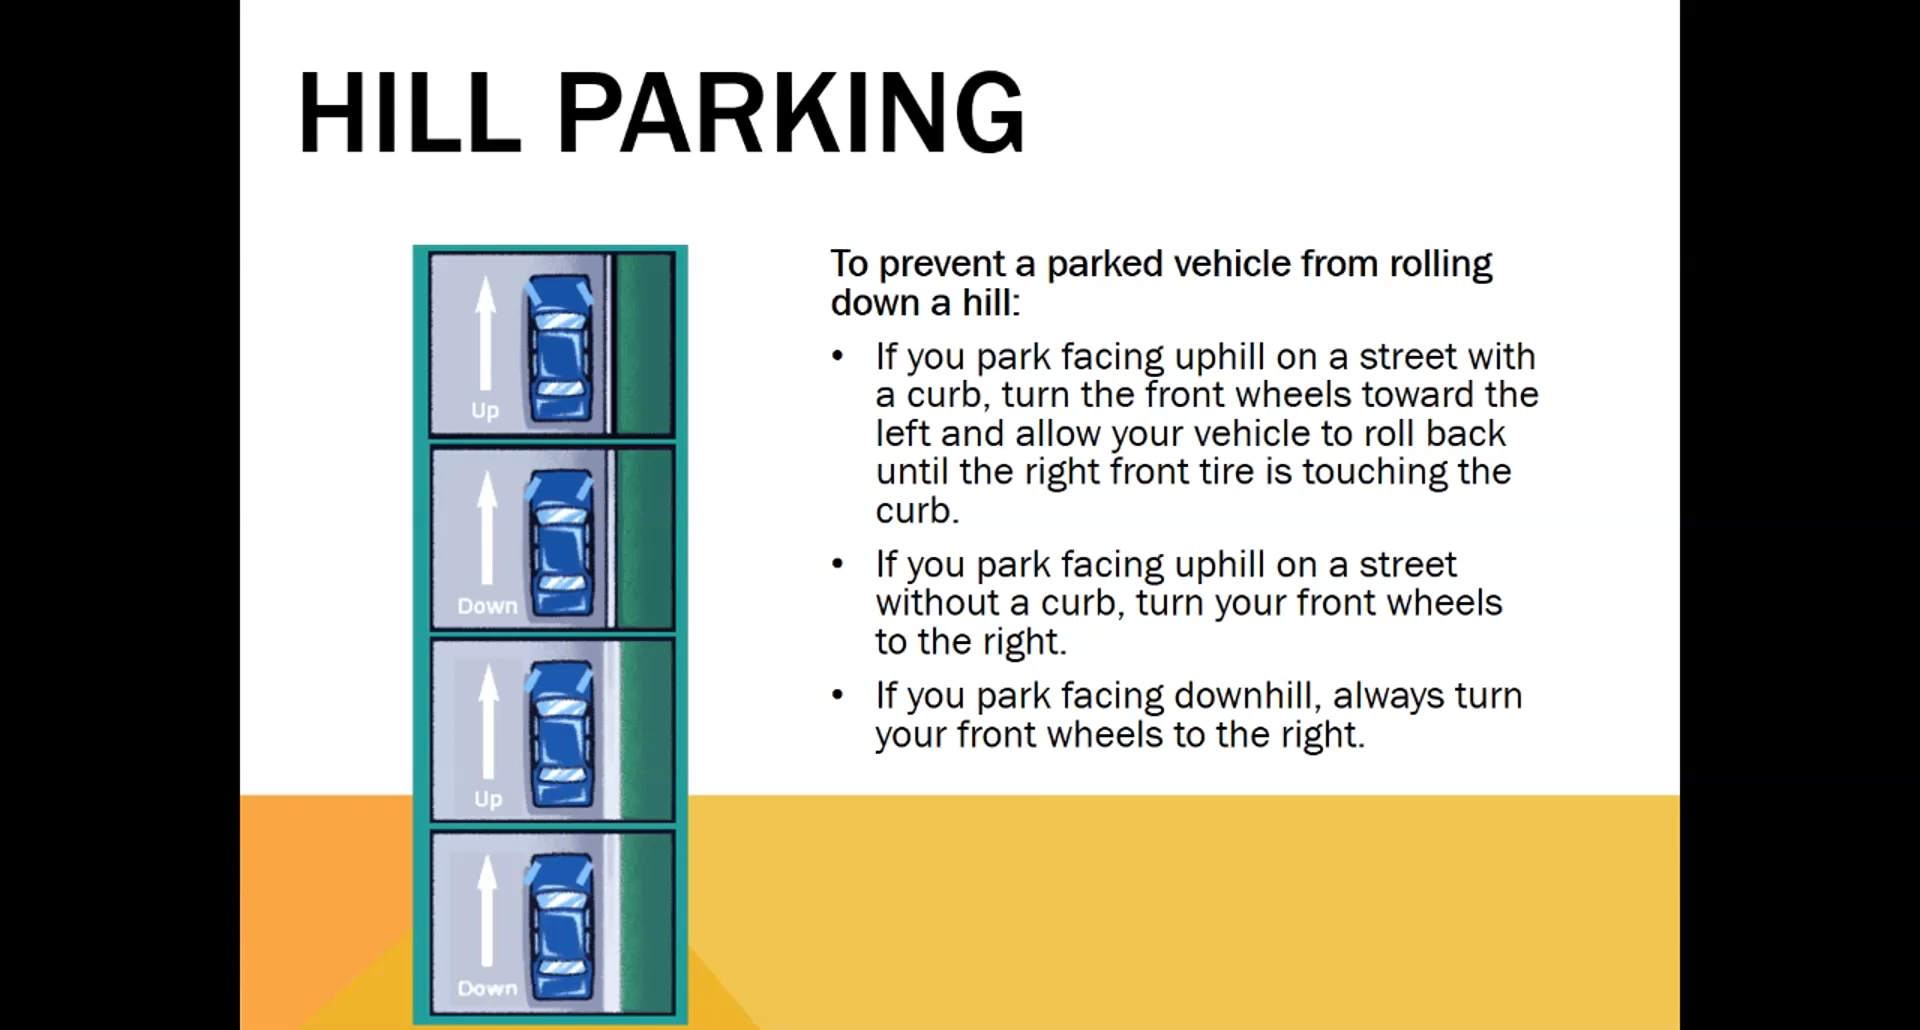 HILL PARKING
Up
Down
Up
Down
To prevent a parked vehicle from rolling
down a hill:
• If you park facing uphill on a street with
a curb, turn the front wheels toward the
left and allow your vehicle to roll back
until the right front tire is touching the
curb.
• If you park facing uphill on a street
without a curb, turn your front wheels
to the right.
• If you park facing downhill, always turn
your front wheels to the right.